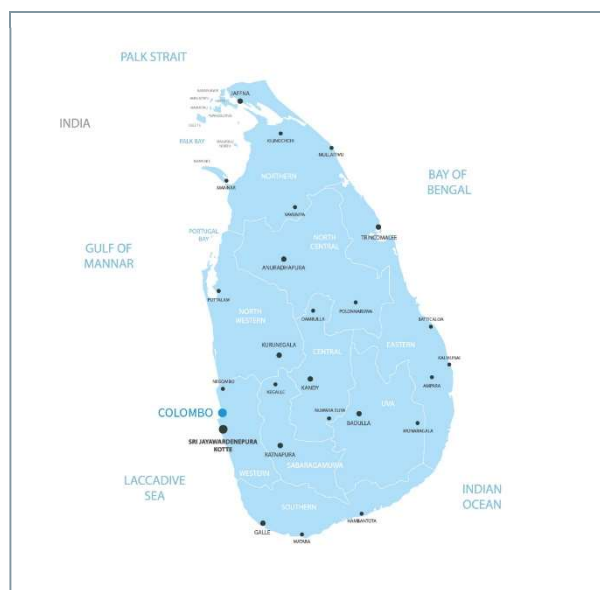 PALK STRAIT
JAFFNA
INDIA
PALK BAY
KILINOCHCHI
MULLAITIVU
NORTHERN
MANNAR
BAY OF
BENGAL
VAVUNIYA
PORTUGAL
BAY
NORTH
CENTRAL
TRINCOMALEE
GULF OF
MANNAR
ANURADHAPURA
PUTTALAM
POLONNARUWA
NORTH
WESTERN
DAMBULLA
BATTICALOA
EASTERN
KURUNEGALA
CENTRAL
KALMUNAI
NEGOMBO
KEGALLE
KANDY
AMPARA
UVA
COLOMBO
NUWARA ELIYA
BADULLA
MONARAGALA
SRI JAYAWARDENEPURA
KOTTE
RATNAPURA
SABARAGAMUWA
WESTERN
LACCADIVE
SEA
INDIAN
OCEAN
SOUTHERN
HAMBANTOTA
GALLE
MATARA